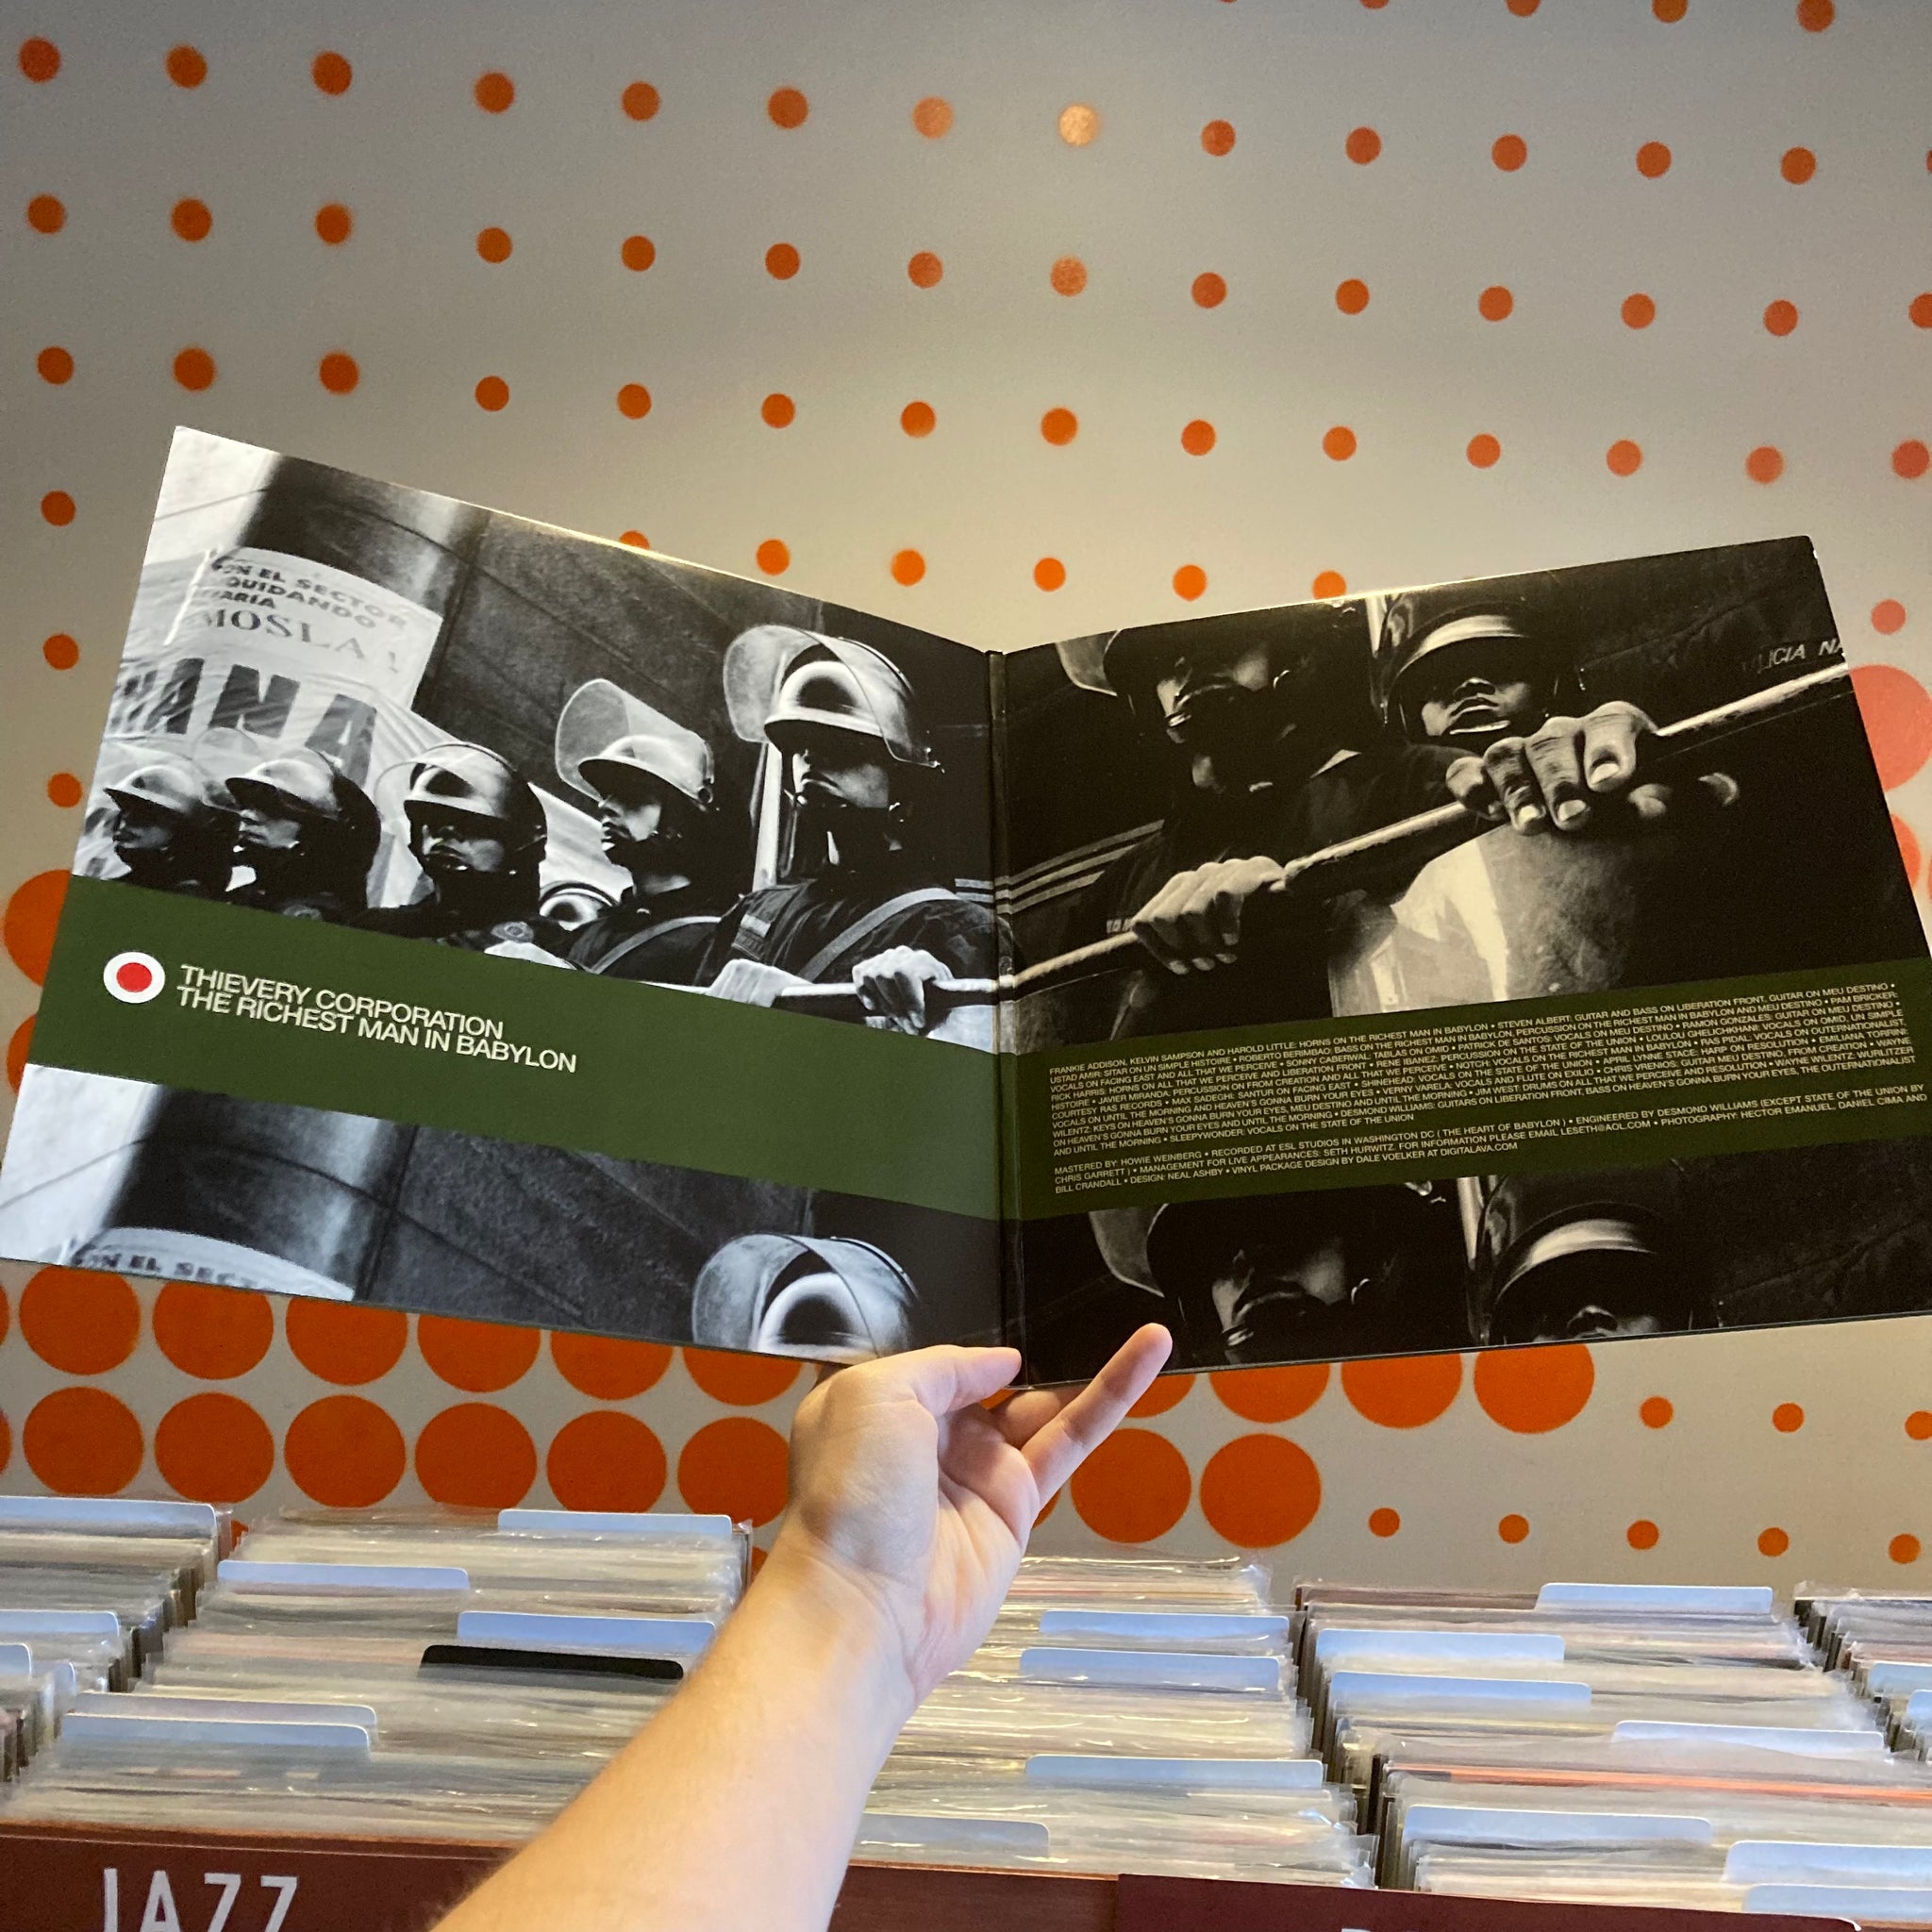 EN EL SECTOR
QUIDANDO
ARIA
MOSLA
ANA
THIEVERY CORPORATION
THE RICHEST MAN IN BABYLON
ICIA NA
FRANKIE ADDISON, KELVIN SAMPSON AND HAROLD LITTLE: HORNS ON THE RICHEST MAN IN BABYLON • STEVEN ALBERT: GUITAR AND BASS ON LIBERATION FRONT, GUITAR ON MEU DESTINO •
USTAD AMIR: SITAR ON UN SIMPLE HISTOIRE • ROBERTO BERIMBAO: BASS ON THE RICHEST MAN IN BABYLON, PERCUSSION ON THE RICHEST MAN IN BABYLON AND MEU DESTINO • PAM BRICKER:
VOCALS ON FACING EAST AND ALL THAT WE PERCEIVE • SONNY CABERWAL: TABLAS ON OMID • PATRICK DE SANTOS: VOCALS ON MEU DESTINO • RAMON GONZALES: GUITAR ON MEU DESTINO •
RICK HARRIS: HORNS ON ALL THAT WE PERCEIVE AND LIBERATION FRONT • RENE IBANEZ: PERCUSSION ON THE STATE OF THE UNION • LOULOU GHELICHKHANI: VOCALS ON OMID, UN SIMPLE
HISTOIRE • JAVIER MIRANDA: PERCUSSION ON FROM CREATION AND ALL THAT WE PERCEIVE • NOTCH: VOCALS ON THE RICHEST MAN IN BABYLON • RAS PIDAL: VOCALS ON OUTERNATIONALIST,
COURTESY RAS RECORDS • MAX SADEGHI: SANTUR ON FACING EAST • SHINEHEAD: VOCALS ON THE STATE OF THE UNION • APRIL LYNNE STACE: HARP ON RESOLUTION • EMILIANA TORRINI:
VOCALS ON UNTIL THE MORNING AND HEAVEN'S GONNA BURN YOUR EYES • VERNY VARELA: VOCALS AND FLUTE ON EXILIO • CHRIS VRENIOS: GUITAR MEU DESTINO, FROM CREATION • WAYNE
WILENTZ: KEYS ON HEAVEN'S GONNA BURN YOUR EYES, MEU DESTINO AND UNTIL THE MORNING • JIM WEST: DRUMS ON ALL THAT WE PERCEIVE AND RESOLUTION • WAYNE WILENTZ: WURLITZER
ON HEAVEN'S GONNA BURN YOUR EYES AND UNTIL THE MORNING • DESMOND WILLIAMS: GUITARS ON LIBERATION FRONT, BASS ON HEAVEN'S GONNA BURN YOUR EYES, THE OUTERNATIONALIST
AND UNTIL THE MORNING • SLEEPYWONDER: VOCALS ON THE STATE OF THE UNION
MASTERED BY: HOWIE WEINBERG • RECORDED AT ESL STUDIOS IN WASHINGTON DC ( THE HEART OF BABYLON ) • ENGINEERED BY DESMOND WILLIAMS (EXCEPT STATE OF THE UNION BY
CHRIS GARRETT ) • MANAGEMENT FOR LIVE APPEARANCES: SETH HURWITZ. FOR INFORMATION PLEASE EMAIL LESETH@AOL.COM • PHOTOGRAPHY: HECTOR EMANUEL, DANIEL CIMA AND
BILL CRANDALL • DESIGN: NEAL ASHBY • VINYL PACKAGE DESIGN BY DALE VOELKER AT DIGITALAVA.COM
EN EL SECT
JAZZ